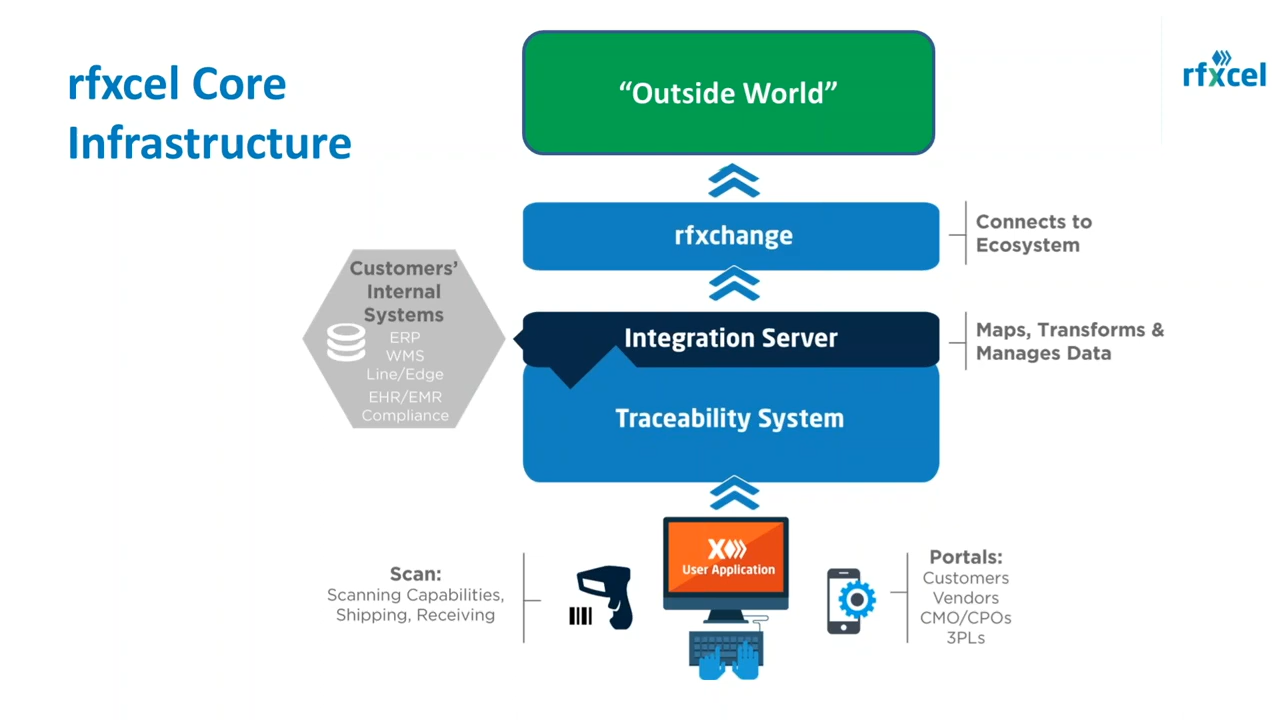 rfxcel Core
Infrastructure
"Outside World"
rfxcel
rfxchange
Connects to
Ecosystem
Customers'
Internal
Systems
ERP
WMS
Line/Edge
EHR/EMR
Compliance
Integration Server
Maps, Transforms &
Manages Data
Traceability System
Scan:
Scanning Capabilities,
Shipping, Receiving
X
User Application
Portals:
Customers
Vendors
CMO/CPOs
3PLs